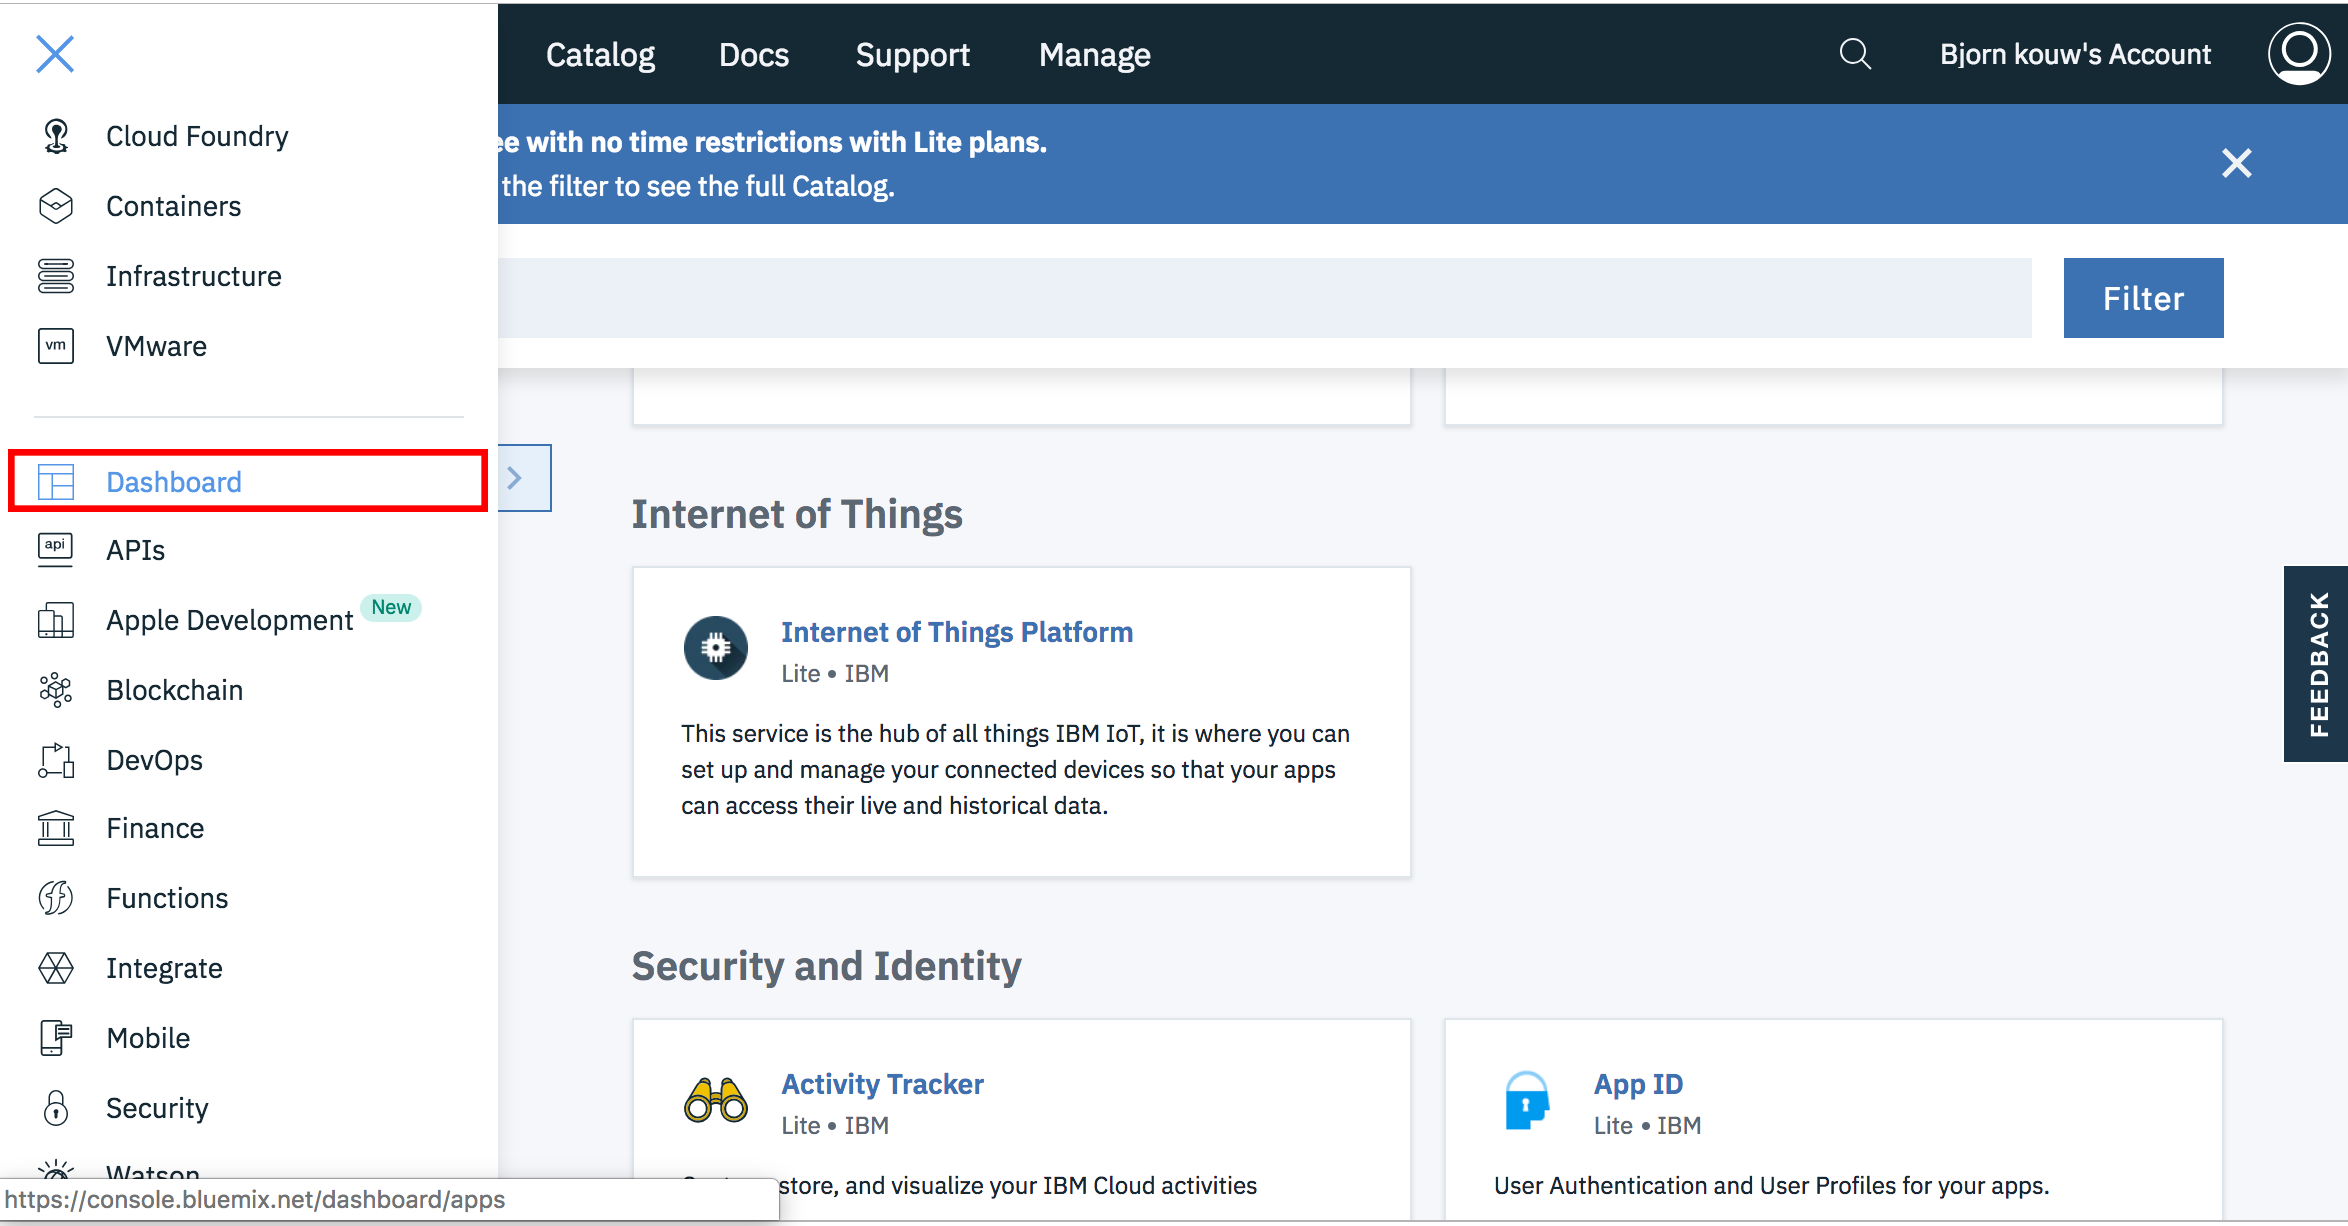 Catalog
Docs
Support
Manage
Bjorn kouw's Account
Cloud Foundry
Containers
Infrastructure
vm
VMware
Dashboard
api
APIs
Apple Development
New
Blockchain
DevOps
Finance
Functions
Integrate
Mobile
Security
Watson
https://console.bluemix.net/dashboard/apps
with no time restrictions with Lite plans.
the filter to see the full Catalog.
Filter
Internet of Things
Internet of Things Platform
Lite • IBM
This service is the hub of all things IBM IoT, it is where you can
set up and manage your connected devices so that your apps
can access their live and historical data.
Security and Identity
Activity Tracker
Lite • IBM
store, and visualize your IBM Cloud activities
App ID
Lite • IBM
User Authentication and User Profiles for your apps.
FEEDBACK